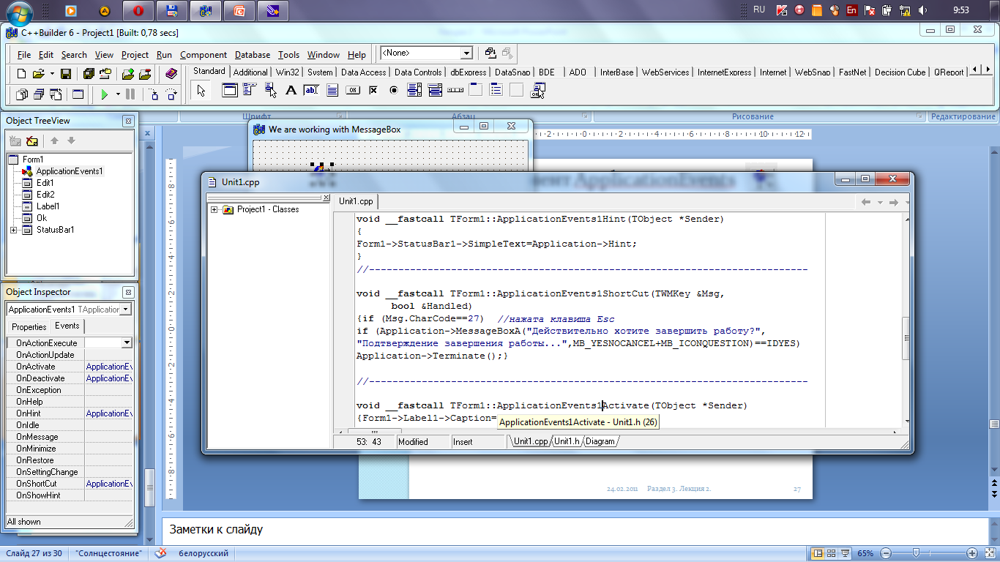 RU
En
9:53
C++Builder 6 - Project1 [Built: 0,78 secs]
File Edit Search View Project Run Component Database Tools Window Help
<None>
Standard Additional Win32 System Data Access Data Controls dbExpress DataSnap BDE ADO InterBase WebServices InternetExpress Internet WebSnap FastNet Decision Cube QReport
Шрифт Абзац Рисование Редактирование
Object TreeView
Form1
ApplicationEvents1
Edit1
Edit2
Label1
Ok
StatusBar1
We are working with MessageBox
ент ApplicationEvents
Unit1.cpp
Project1 - Classes
Unit1.cpp
void __fastcall TForm1::ApplicationEvents1Hint(TObject *Sender)
{
Form1->StatusBar1->SimpleText=Application->Hint;
}
//---------------------------------------------------------------------------
void __fastcall TForm1::ApplicationEvents1ShortCut(TWMKey &Msg,
bool &Handled)
{if (Msg.CharCode==27) //нажата клавиша Esc
if (Application->MessageBoxA("Действительно хотите завершить работу?",
"Подтверждение завершения работы...",MB_YESNOCANCEL+MB_ICONQUESTION)==IDYES)
Application->Terminate();}
//---------------------------------------------------------------------------
void __fastcall TForm1::ApplicationEvents1Activate(TObject *Sender)
{Form1->Label1->Caption=
ApplicationEvents1Activate - Unit1.h (26)
53: 43 Modified Insert Unit1.cpp Unit1.h Diagram
Object Inspector
ApplicationEvents1 TApplication
Properties Events
OnActionExecute
OnActionUpdate
OnActivate ApplicationEv
OnDeactivate ApplicationEv
OnException
OnHelp
OnHint ApplicationEv
OnIdle
OnMessage
OnMinimize
OnRestore
OnSettingChange
OnShortCut ApplicationEv
OnShowHint
All shown
24.02.2011 Раздел 3. Лекция 2. 27
Заметки к слайду
Слайд 27 из 30 "Солнцестояние" белорусский 65%